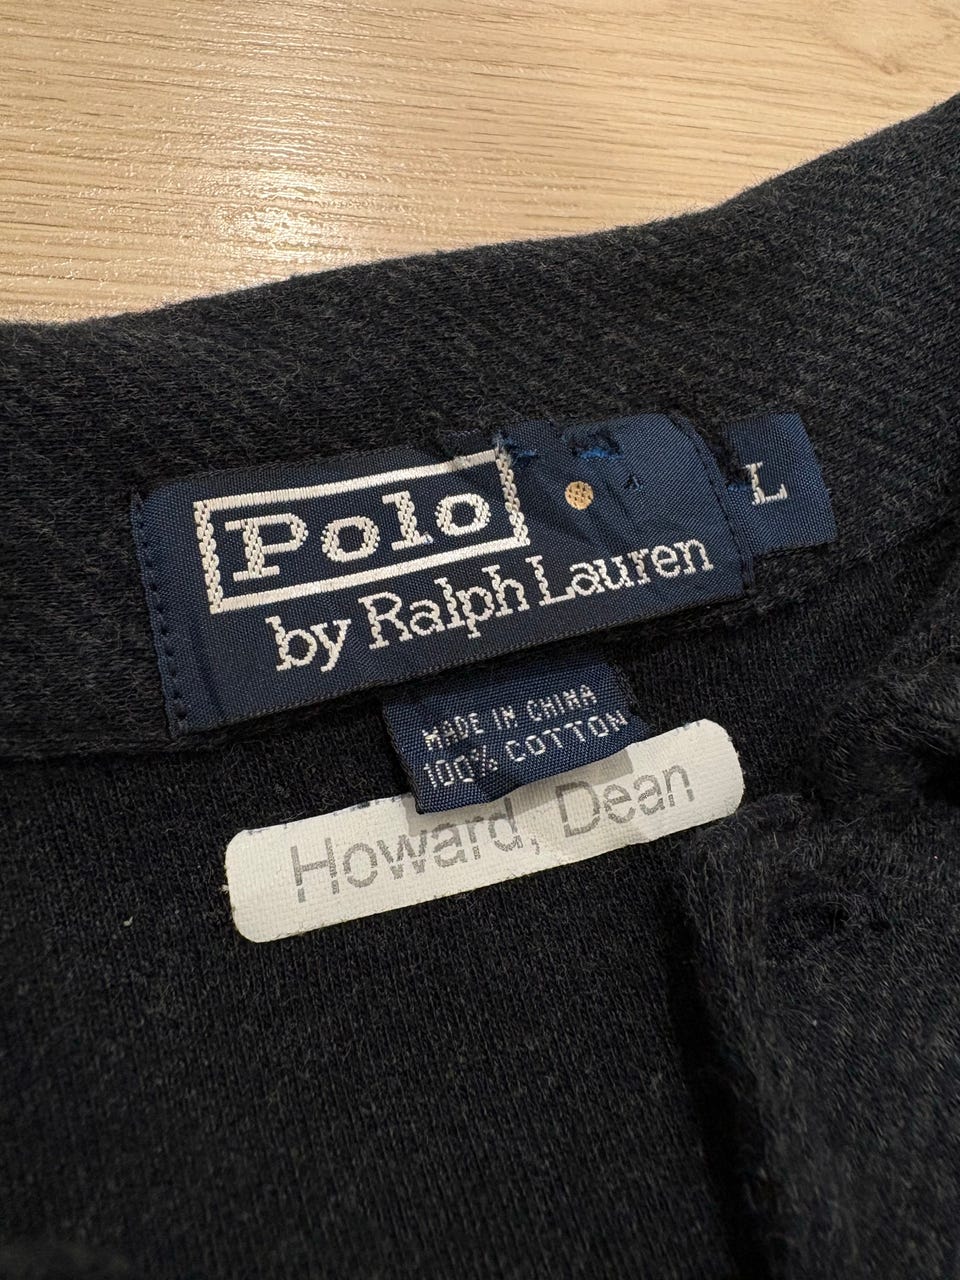 Polo
by Ralph Lauren
L
MADE IN CHINA
100% COTTON
Howard, Dean